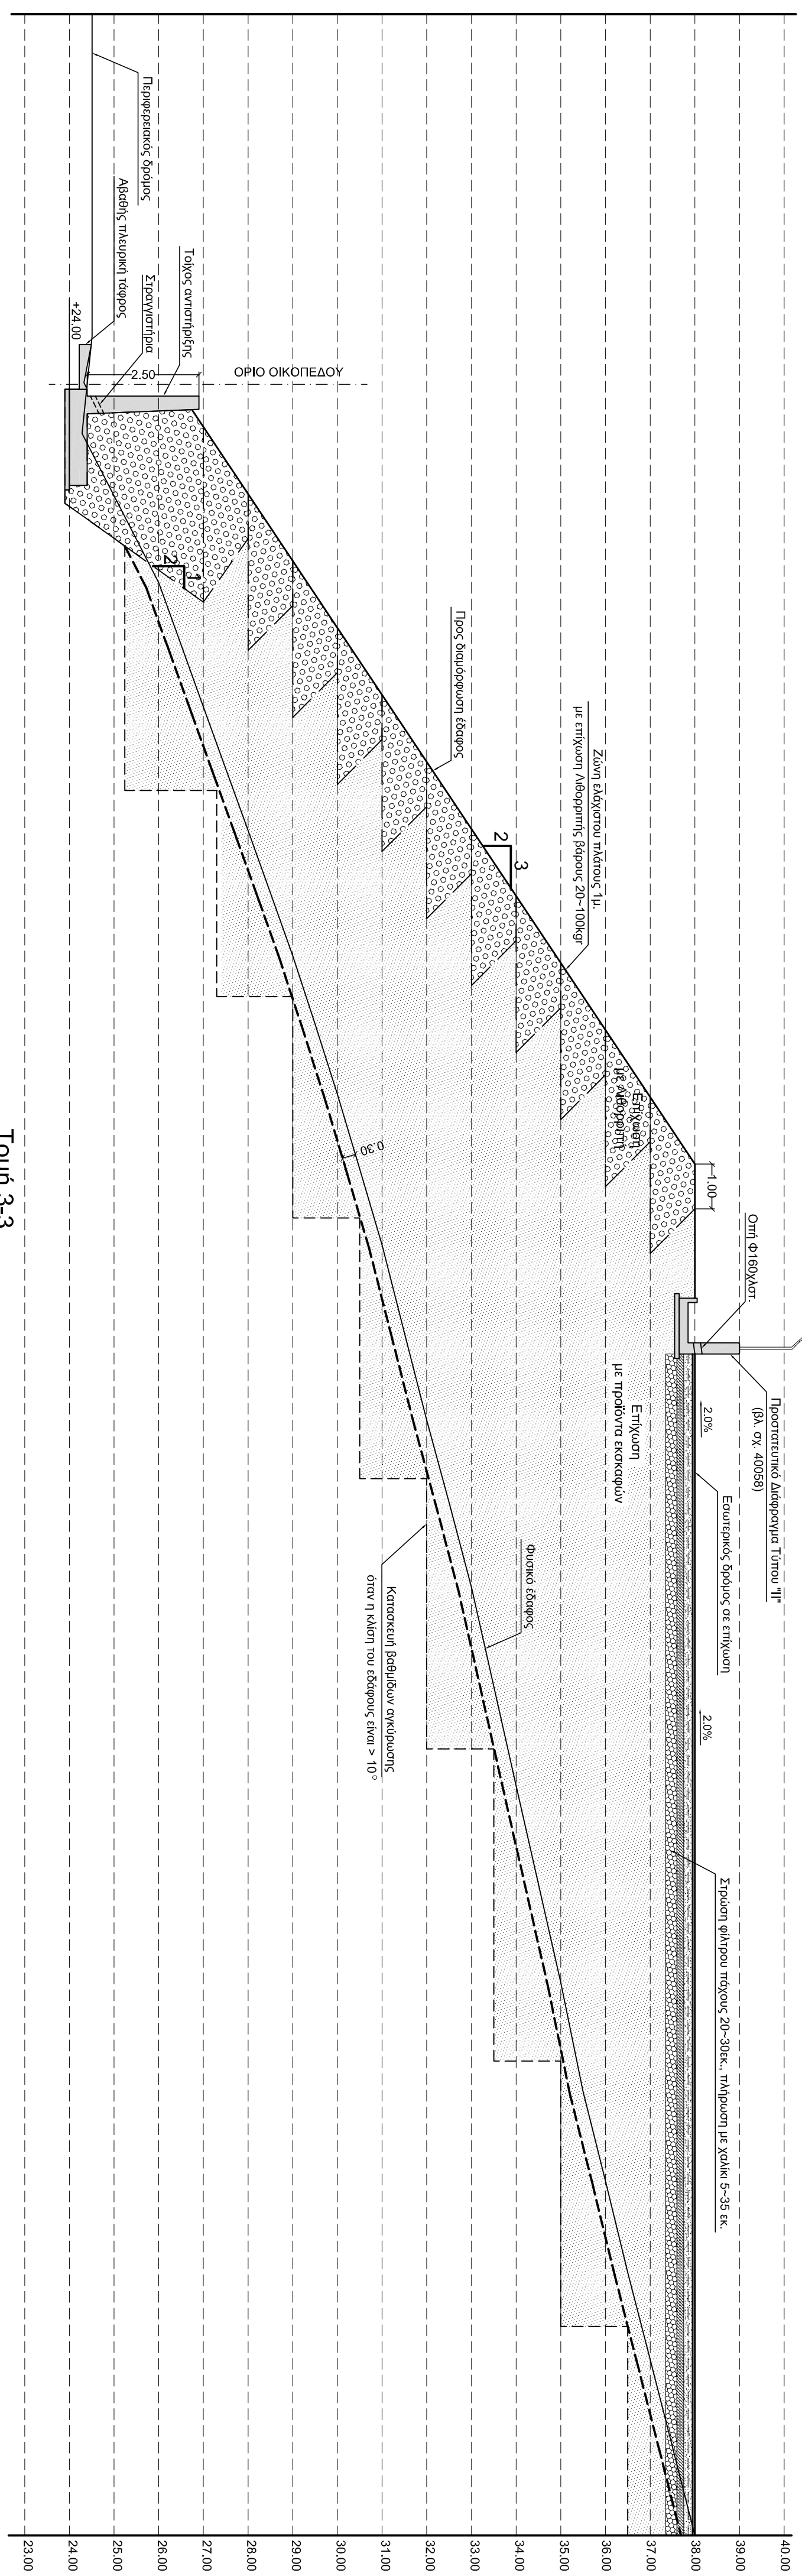 Προστατευτικό Διάφραγμα Τύπου "ΙΙ"
(βλ. σχ. 40058)
Οπή Φ160χλστ.
1.00
2.0%
2.0%
Εσωτερικός δρόμος σε επίχωση
Στρώση φίλτρου πάχους 20~30εκ., πλήρωση με χαλίκι 5~35 εκ.
Επίχωση
με Λιθορριπή
Επίχωση
με προϊόντα εκσκαφών
Ζώνη ελάχιστου πλάτους 1μ.
με επίχωση Λιθορριπής βάρους 20~100kgr
3
2
Προς διαμόρφωση έδαφος
Φυσικό έδαφος
Κατασκευή βαθμίδων αγκύρωσης
όταν η κλίση του εδάφους είναι > 10°
0.30
ΟΡΙΟ ΟΙΚΟΠΕΔΟΥ
2.50
Τοίχος αντιστήριξης
Στραγγιστήρια
Αβαθής πλευρική τάφρος
Περιφερειακός δρόμος
+24.00
1
2
40.00
39.00
38.00
37.00
36.00
35.00
34.00
33.00
32.00
31.00
30.00
29.00
28.00
27.00
26.00
25.00
24.00
23.00
Τομή 3-3